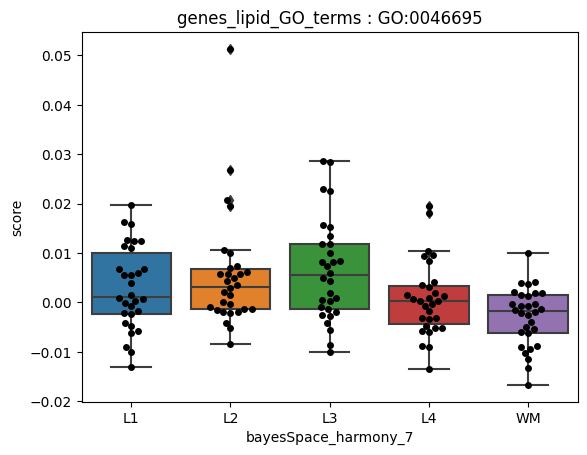 genes_lipid_GO_terms : GO:0046695
0.05
0.04
0.03
0.02
0.01
0.00
−0.01
−0.02
score
L1 L2 L3 L4 WM
bayesSpace_harmony_7